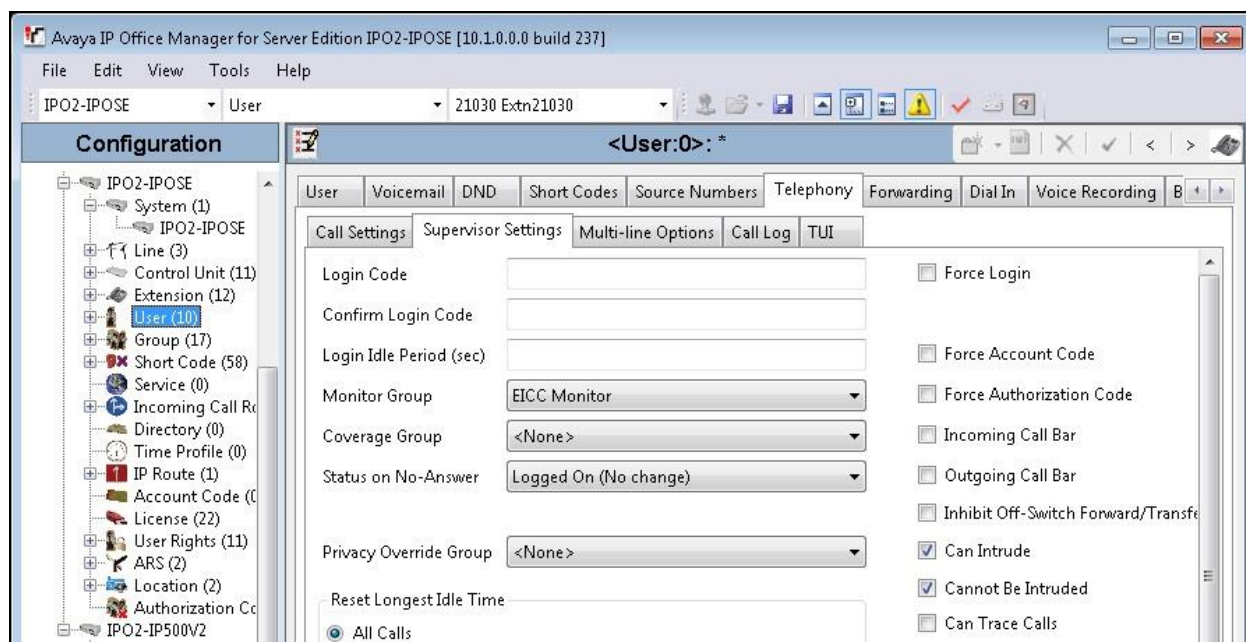 Avaya IP Office Manager for Server Edition IPO2-IPOSE [10.1.0.0.0 build 237]
File Edit View Tools Help
IPO2-IPOSE User 21030 Extn21030
Configuration
<User:0>: *
IPO2-IPOSE
System (1)
IPO2-IPOSE
Line (3)
Control Unit (11)
Extension (12)
User (10)
Group (17)
Short Code (58)
Service (0)
Incoming Call Ro
Directory (0)
Time Profile (0)
IP Route (1)
Account Code (0
License (22)
User Rights (11)
ARS (2)
Location (2)
Authorization Co
IPO2-IP500V2
User Voicemail DND Short Codes Source Numbers Telephony Forwarding Dial In Voice Recording B
Call Settings Supervisor Settings Multi-line Options Call Log TUI
Login Code
Force Login
Confirm Login Code
Login Idle Period (sec)
Force Account Code
Monitor Group EICC Monitor
Force Authorization Code
Coverage Group <None>
Incoming Call Bar
Status on No-Answer Logged On (No change)
Outgoing Call Bar
Inhibit Off-Switch Forward/Transfe
Privacy Override Group <None>
Can Intrude
Cannot Be Intruded
Reset Longest Idle Time
Can Trace Calls
All Calls